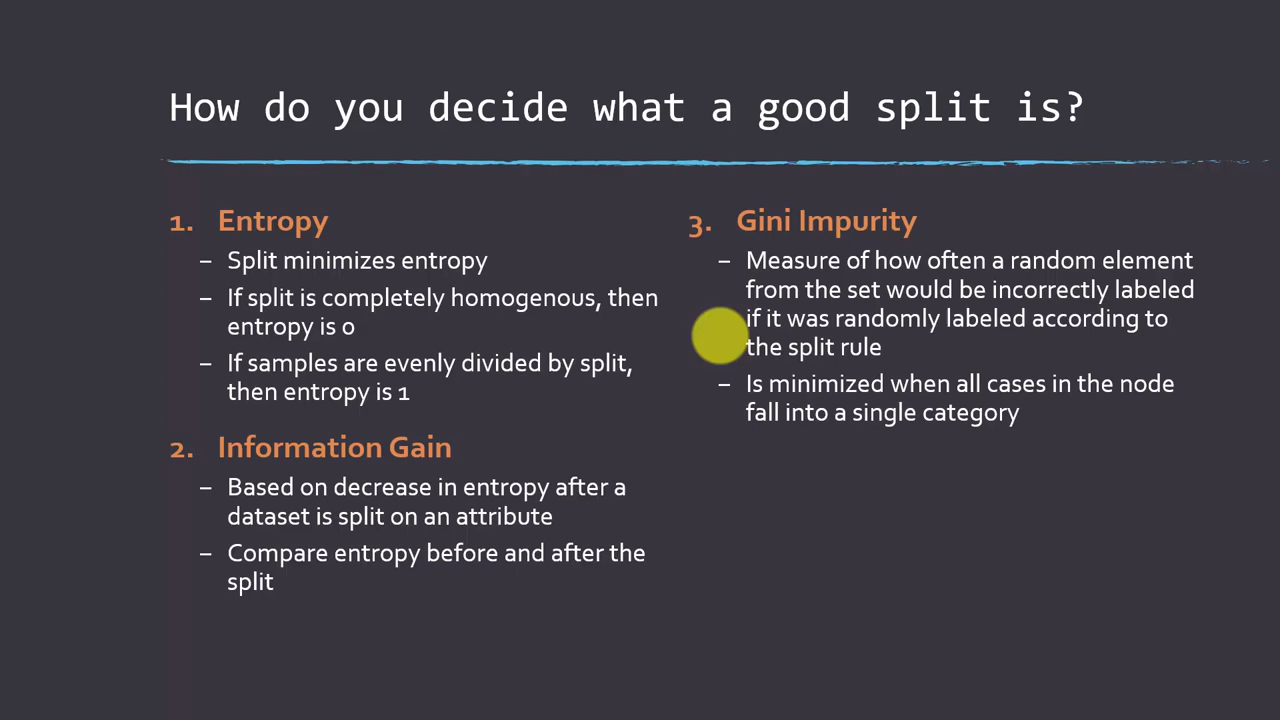 How do you decide what a good split is?
1. Entropy
– Split minimizes entropy
– If split is completely homogenous, then
entropy is 0
– If samples are evenly divided by split,
then entropy is 1
2. Information Gain
– Based on decrease in entropy after a
dataset is split on an attribute
– Compare entropy before and after the
split
3. Gini Impurity
– Measure of how often a random element
from the set would be incorrectly labeled
if it was randomly labeled according to
the split rule
– Is minimized when all cases in the node
fall into a single category